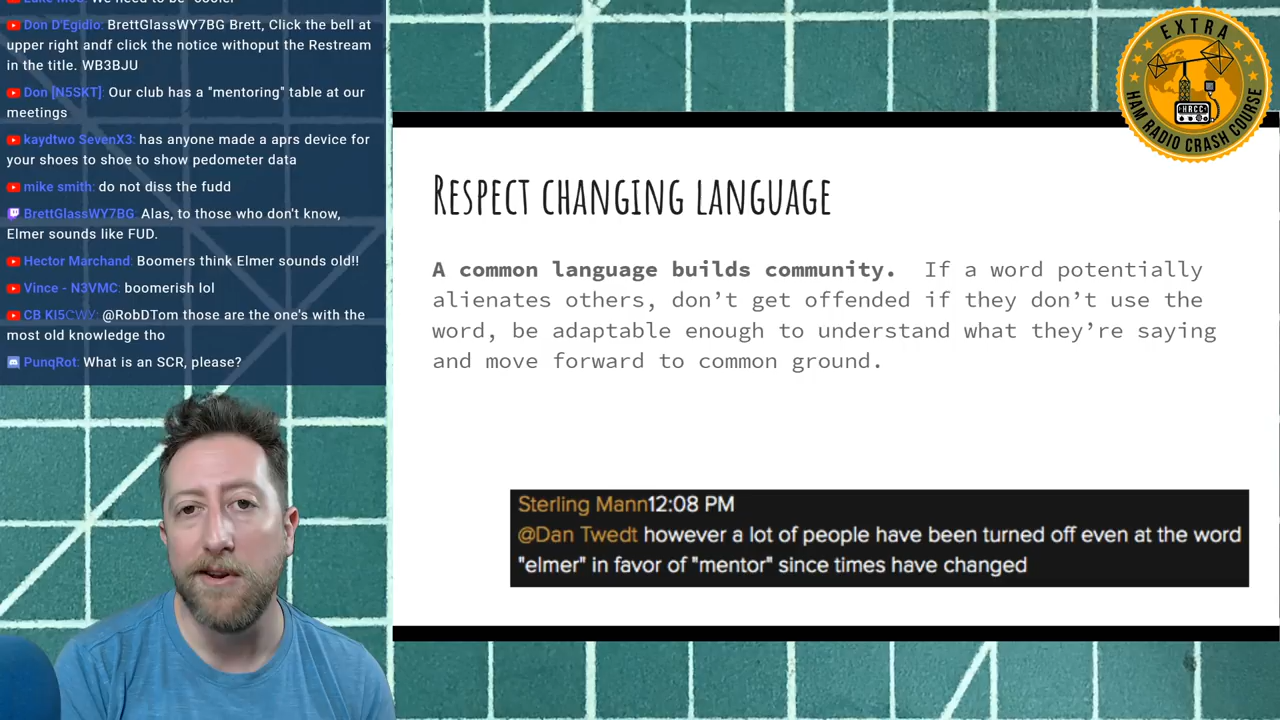 Don D'Egidio: BrettGlassWY7BG Brett, Click the bell at
upper right andf click the notice withoput the Restream
in the title. WB3BJU
Don [N5SKT]: Our club has a "mentoring" table at our
meetings
kaydtwo SevenX3: has anyone made a aprs device for
your shoes to shoe to show pedometer data
mike smith: do not diss the fudd
BrettGlassWY7BG: Alas, to those who don't know,
Elmer sounds like FUD.
Hector Marchand: Boomers think Elmer sounds old!!
Vince - N3VMC: boomerish lol
CB KI5CWY: @RobDTom those are the one's with the
most old knowledge tho
PunqRot: What is an SCR, please?
EXTRA
HRCC
HAM RADIO CRASH COURSE
RESPECT CHANGING LANGUAGE
A common language builds community. If a word potentially
alienates others, don't get offended if they don't use the
word, be adaptable enough to understand what they're saying
and move forward to common ground.
Sterling Mann12:08 PM
@Dan Twedt however a lot of people have been turned off even at the word
"elmer" in favor of "mentor" since times have changed